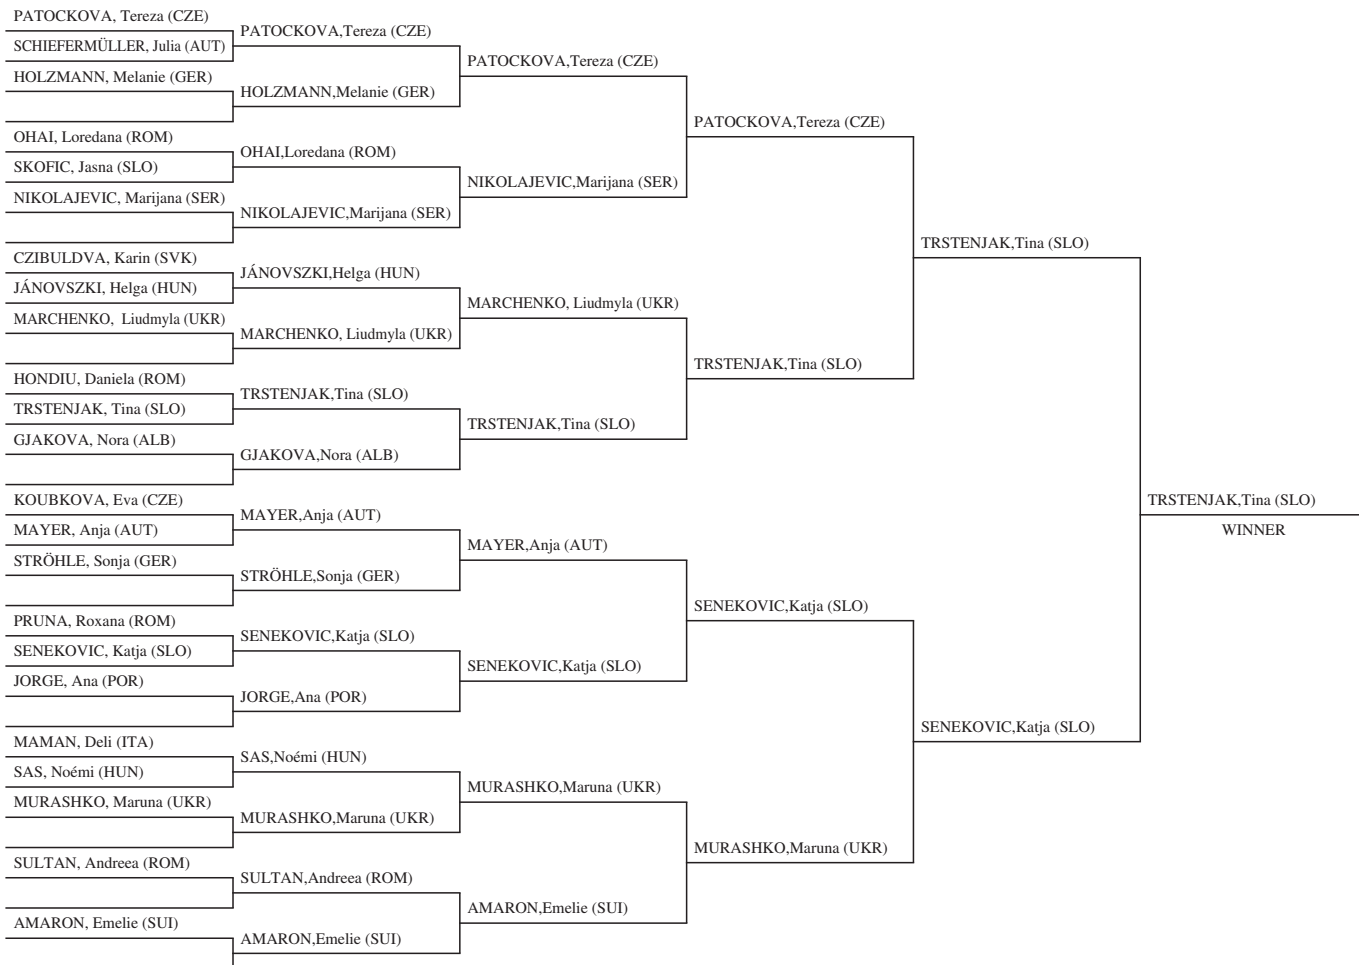 PATOCKOVA, Tereza (CZE)
SCHIEFERMÜLLER, Julia (AUT)
HOLZMANN, Melanie (GER)
OHAI, Loredana (ROM)
SKOFIC, Jasna (SLO)
NIKOLAJEVIC, Marijana (SER)
CZIBULDVA, Karin (SVK)
JÁNOVSZKI, Helga (HUN)
MARCHENKO, Liudmyla (UKR)
HONDIU, Daniela (ROM)
TRSTENJAK, Tina (SLO)
GJAKOVA, Nora (ALB)
KOUBKOVA, Eva (CZE)
MAYER, Anja (AUT)
STRÖHLE, Sonja (GER)
PRUNA, Roxana (ROM)
SENEKOVIC, Katja (SLO)
JORGE, Ana (POR)
MAMAN, Deli (ITA)
SAS, Noémi (HUN)
MURASHKO, Maruna (UKR)
SULTAN, Andreea (ROM)
AMARON, Emelie (SUI)
PATOCKOVA,Tereza (CZE)
HOLZMANN,Melanie (GER)
OHAI,Loredana (ROM)
NIKOLAJEVIC,Marijana (SER)
JÁNOVSZKI,Helga (HUN)
MARCHENKO, Liudmyla (UKR)
TRSTENJAK,Tina (SLO)
GJAKOVA,Nora (ALB)
MAYER,Anja (AUT)
STRÖHLE,Sonja (GER)
SENEKOVIC,Katja (SLO)
JORGE,Ana (POR)
SAS,Noémi (HUN)
MURASHKO,Maruna (UKR)
SULTAN,Andreea (ROM)
AMARON,Emelie (SUI)
PATOCKOVA,Tereza (CZE)
NIKOLAJEVIC,Marijana (SER)
MARCHENKO, Liudmyla (UKR)
TRSTENJAK,Tina (SLO)
MAYER,Anja (AUT)
SENEKOVIC,Katja (SLO)
MURASHKO,Maruna (UKR)
AMARON,Emelie (SUI)
PATOCKOVA,Tereza (CZE)
TRSTENJAK,Tina (SLO)
SENEKOVIC,Katja (SLO)
MURASHKO,Maruna (UKR)
TRSTENJAK,Tina (SLO)
SENEKOVIC,Katja (SLO)
TRSTENJAK,Tina (SLO)
WINNER